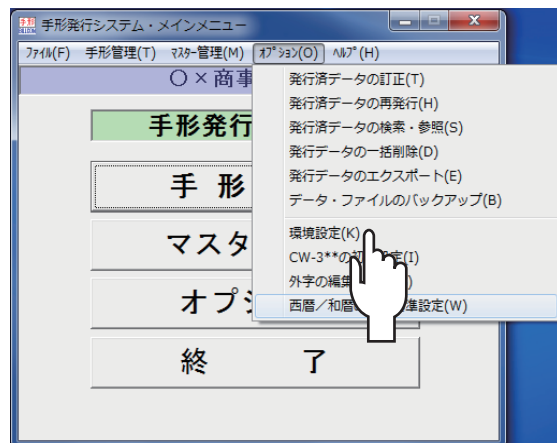 手形発行システム・メインメニュー
ファイル(F) 手形管理(T) マスター管理(M) オプション(O) ヘルプ(H)
○×商事
手形発行
手 形
マスタ
オプシ
終 了
発行済データの訂正(T)
発行済データの再発行(H)
発行済データの検索・参照(S)
発行データの一括削除(D)
発行データのエクスポート(E)
データ・ファイルのバックアップ(B)
環境設定(K)
CW-3**の初 定(I)
外字の編集 )
西暦/和暦 準設定(W)